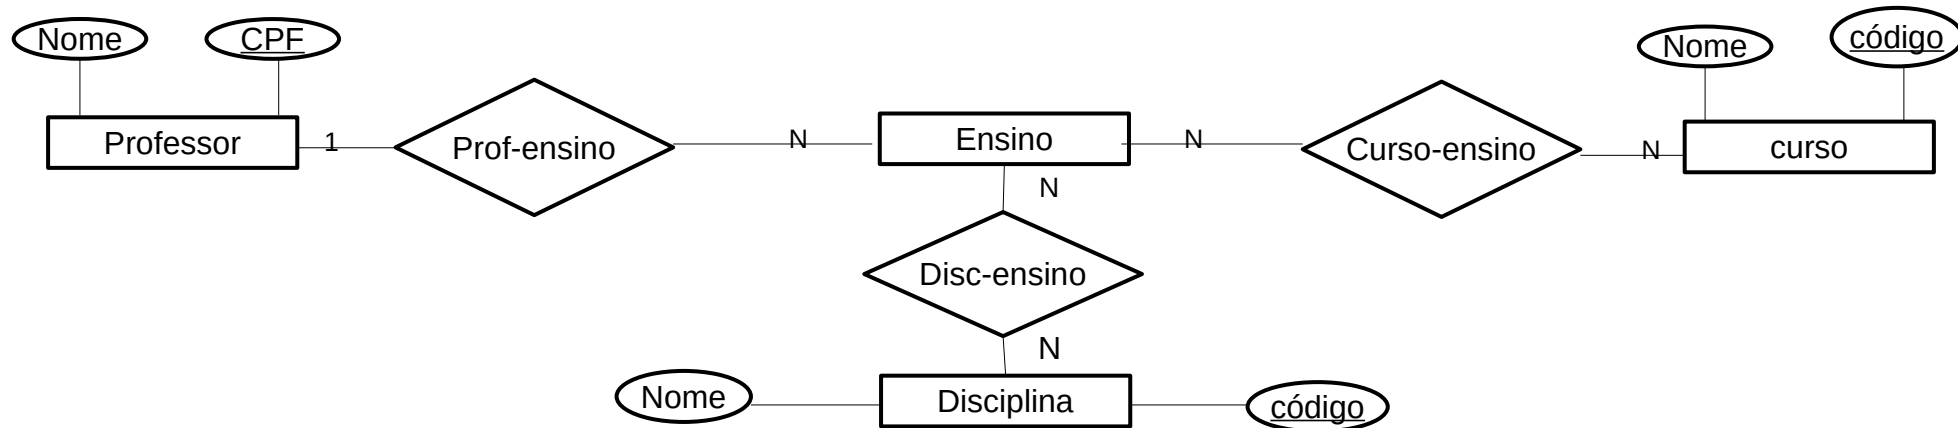 Nome
CPF
Nome
código
Professor
1
Prof-ensino
N
Ensino
N
Curso-ensino
N
curso
N
Disc-ensino
N
Nome
Disciplina
código